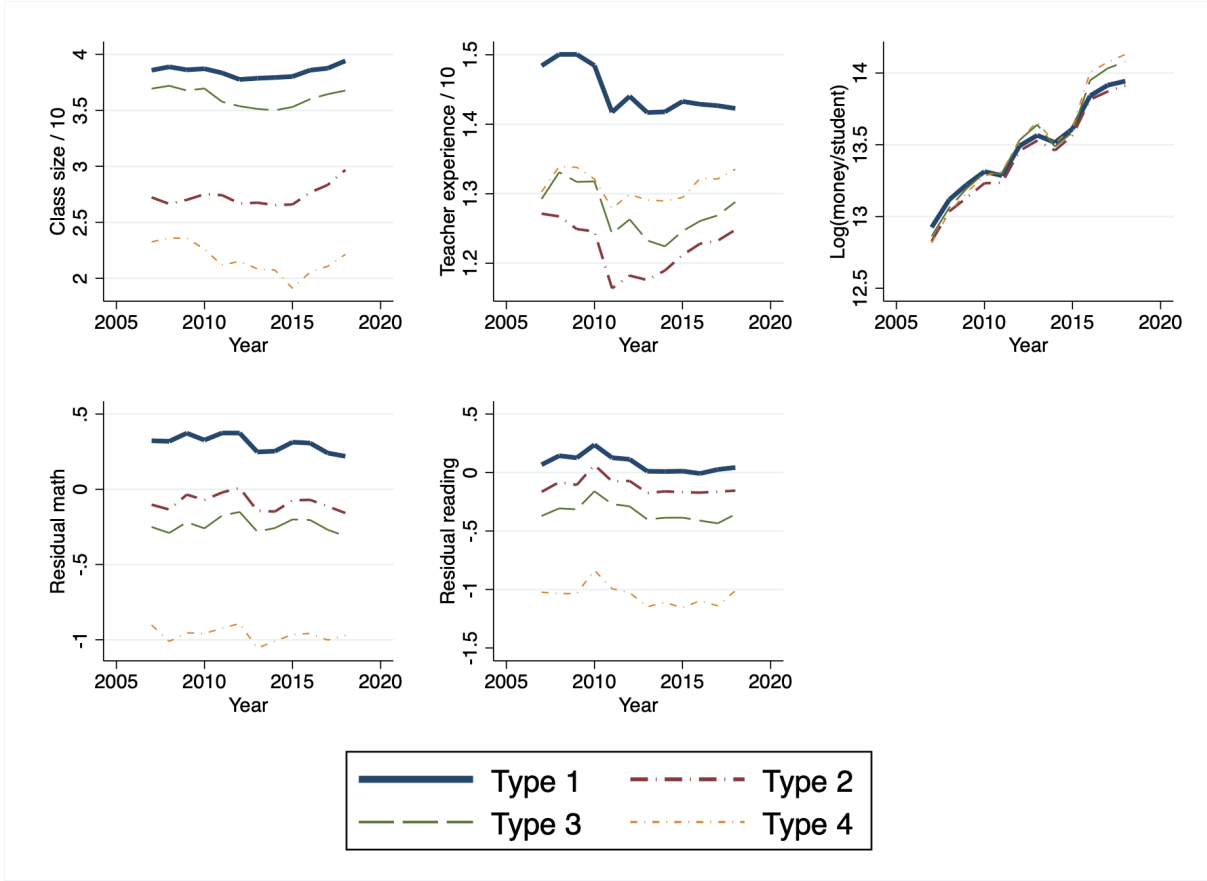 Class size / 10
4
3.5
3
2.5
2
2005 2010 2015 2020
Year
Teacher experience / 10
1.5
1.4
1.3
1.2
2005 2010 2015 2020
Year
Log(money/student)
14
13.5
13
12.5
2005 2010 2015 2020
Year
Residual math
.5
0
-.5
-1
2005 2010 2015 2020
Year
Residual reading
.5
0
-.5
-1
-1.5
2005 2010 2015 2020
Year
Type 1 Type 2
Type 3 Type 4